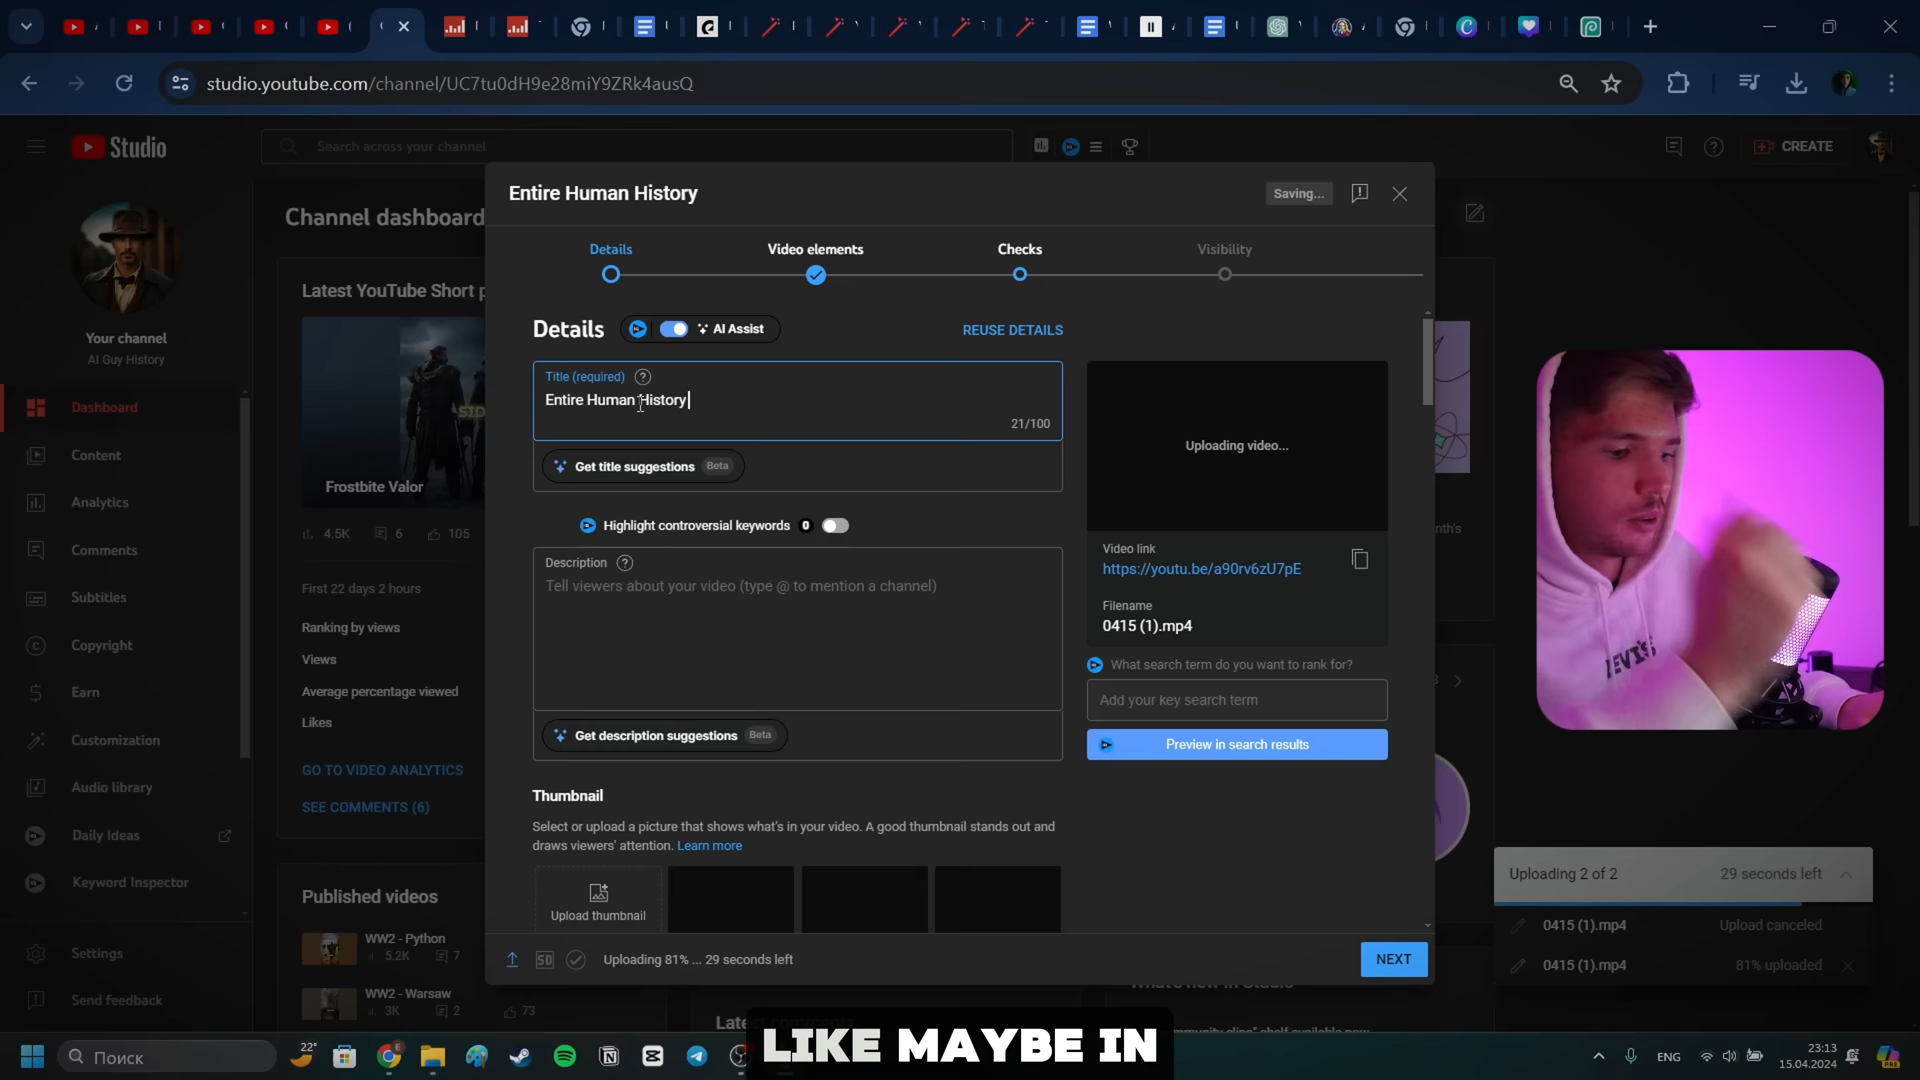 studio.youtube.com/channel/UC7tu0dH9e28miY9ZRk4ausQ
Studio
Search across your channel
CREATE
Channel dashboard
Your channel
AI Guy History
Dashboard
Content
Analytics
Comments
Subtitles
Copyright
Earn
Customization
Audio library
Daily Ideas
Keyword Inspector
Settings
Send feedback
Latest YouTube Short p
Frostbite Valor
4.5K 6 105
First 22 days 2 hours
Ranking by views
Views
Average percentage viewed
Likes
GO TO VIDEO ANALYTICS
SEE COMMENTS (6)
Published videos
WW2 - Python
5.2K 7
WW2 - Warsaw
3K 2 73
Entire Human History
Saving...
Details
Video elements
Checks
Visibility
Details
AI Assist
REUSE DETAILS
Title (required)
Entire Human History
21/100
Get title suggestions Beta
Highlight controversial keywords 0
Description
Tell viewers about your video (type @ to mention a channel)
Get description suggestions Beta
Thumbnail
Select or upload a picture that shows what's in your video. A good thumbnail stands out and
draws viewers' attention. Learn more
Upload thumbnail
Uploading video...
Video link
https://youtu.be/a90rv6zU7pE
Filename
0415 (1).mp4
What search term do you want to rank for?
Add your key search term
Preview in search results
SD
Uploading 81% ... 29 seconds left
NEXT
Uploading 2 of 2
29 seconds left
0415 (1).mp4
Upload canceled
0415 (1).mp4
81% uploaded
LIKE MAYBE IN
Поиск
22°
ENG
23:13
15.04.2024